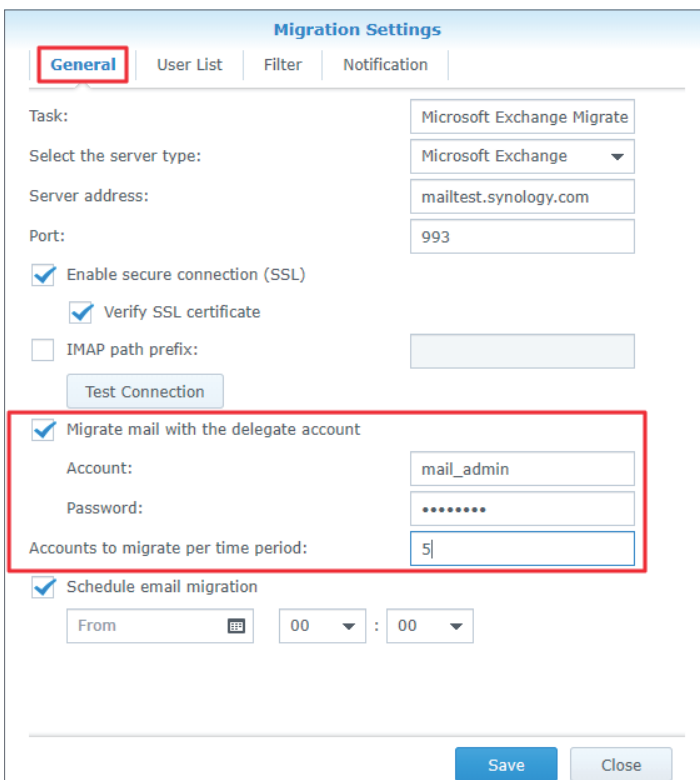 Migration Settings
General User List Filter Notification
Task: Microsoft Exchange Migrate
Select the server type: Microsoft Exchange
Server address: mailtest.synology.com
Port: 993
Enable secure connection (SSL)
Verify SSL certificate
IMAP path prefix:
Test Connection
Migrate mail with the delegate account
Account: mail_admin
Password: ••••••••
Accounts to migrate per time period: 5
Schedule email migration
From 00 : 00
Save Close